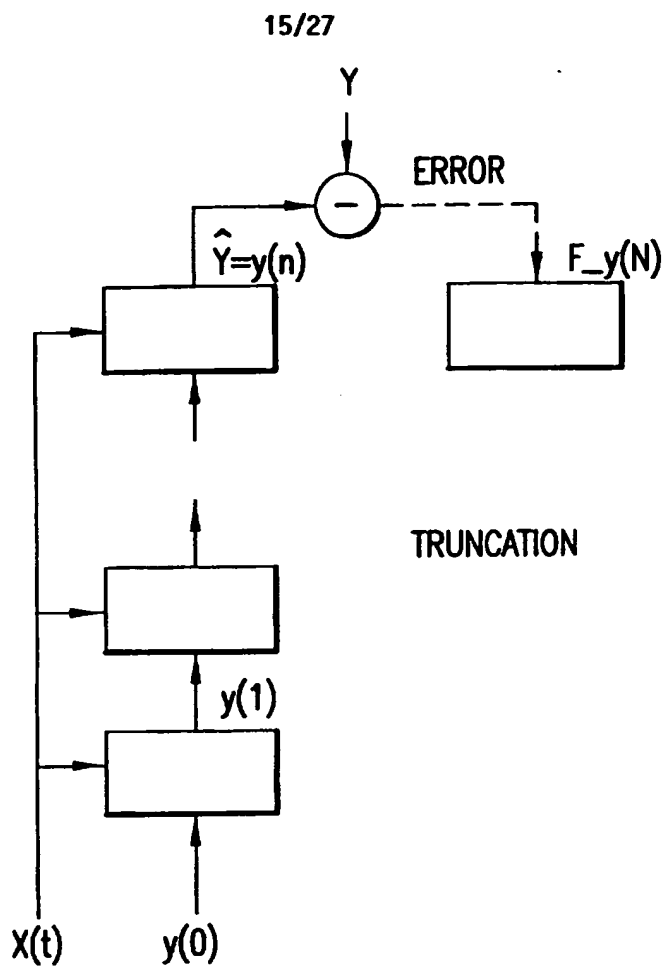 15/27
Y
ERROR
Ŷ=y(n)
F_y(N)
TRUNCATION
y(1)
X(t)
y(0)